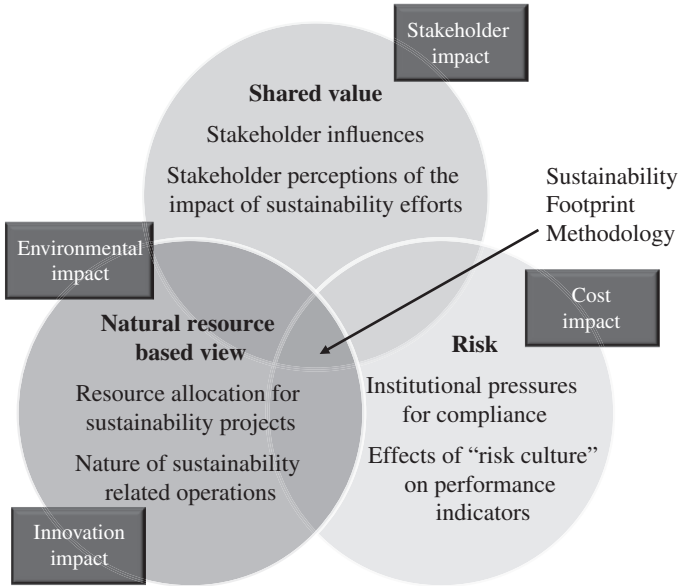 Stakeholder
impact
Shared value
Stakeholder influences
Stakeholder perceptions of the
impact of sustainability efforts
Sustainability
Footprint
Methodology
Environmental
impact
Cost
impact
Natural resource
based view
Resource allocation for
sustainability projects
Nature of sustainability
related operations
Risk
Institutional pressures
for compliance
Effects of “risk culture”
on performance
indicators
Innovation
impact